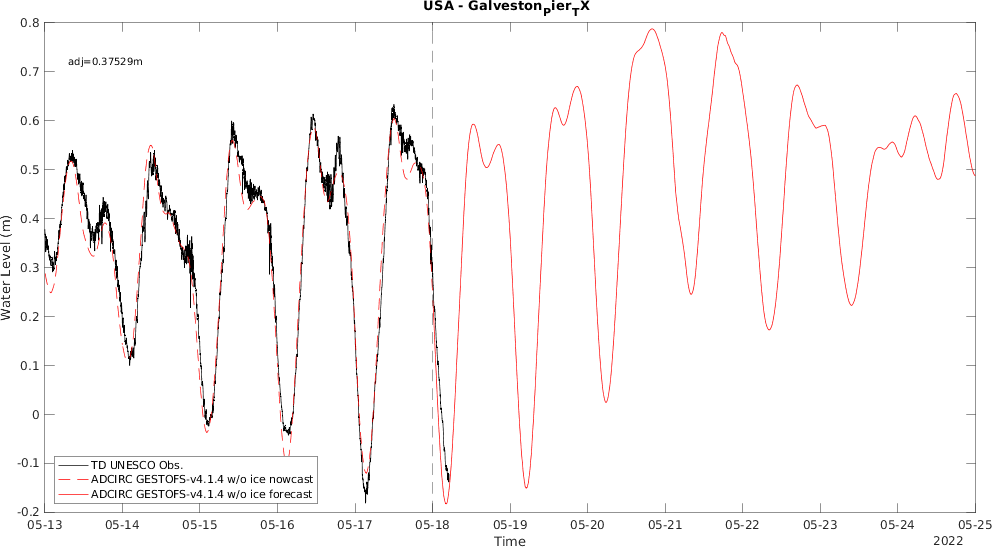 USA - GalvestonPierTX
0.8
adj=0.37529m
0.7
0.6
0.5
0.4
0.3
0.2
0.1
0
-0.1
-0.2
Water Level (m)
TD UNESCO Obs.
ADCIRC GESTOFS-v4.1.4 w/o ice nowcast
ADCIRC GESTOFS-v4.1.4 w/o ice forecast
05-13 05-14 05-15 05-16 05-17 05-18 05-19 05-20 05-21 05-22 05-23 05-24 05-25
Time
2022